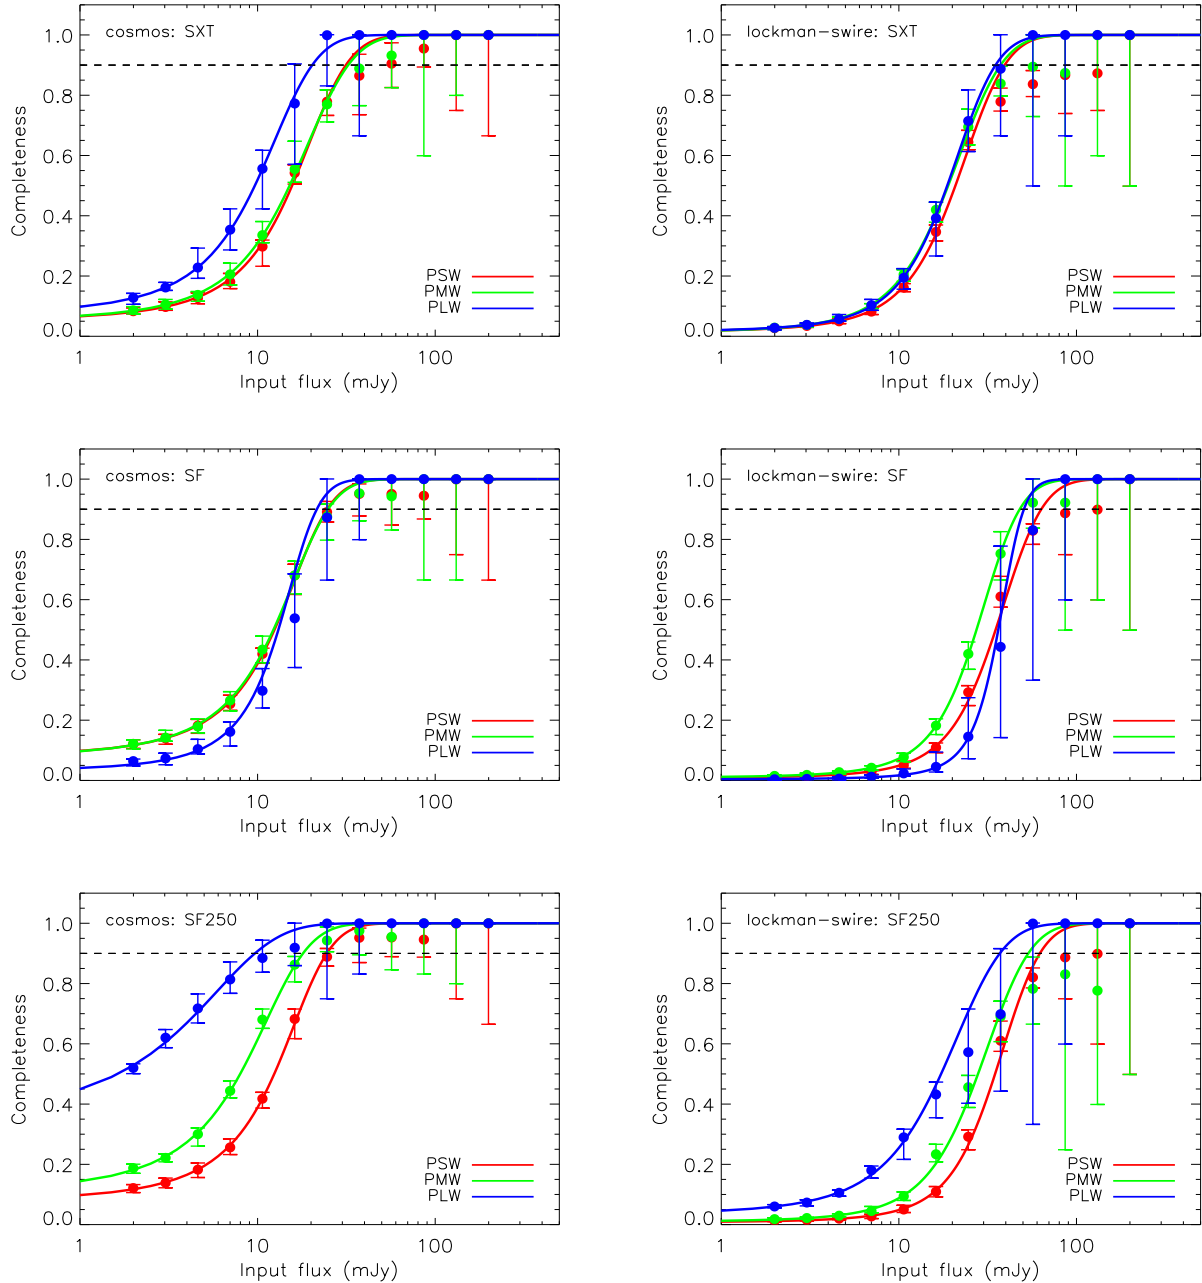 cosmos: SXT
1.0
0.8
0.6
0.4
0.2
0.0
Completeness
PSW
PMW
PLW
1
10
100
Input flux (mJy)
lockman-swire: SXT
1.0
0.8
0.6
0.4
0.2
0.0
Completeness
PSW
PMW
PLW
1
10
100
Input flux (mJy)
cosmos: SF
1.0
0.8
0.6
0.4
0.2
0.0
Completeness
PSW
PMW
PLW
1
10
100
Input flux (mJy)
lockman-swire: SF
1.0
0.8
0.6
0.4
0.2
0.0
Completeness
PSW
PMW
PLW
1
10
100
Input flux (mJy)
cosmos: SF250
1.0
0.8
0.6
0.4
0.2
0.0
Completeness
PSW
PMW
PLW
1
10
100
Input flux (mJy)
lockman-swire: SF250
1.0
0.8
0.6
0.4
0.2
0.0
Completeness
PSW
PMW
PLW
1
10
100
Input flux (mJy)